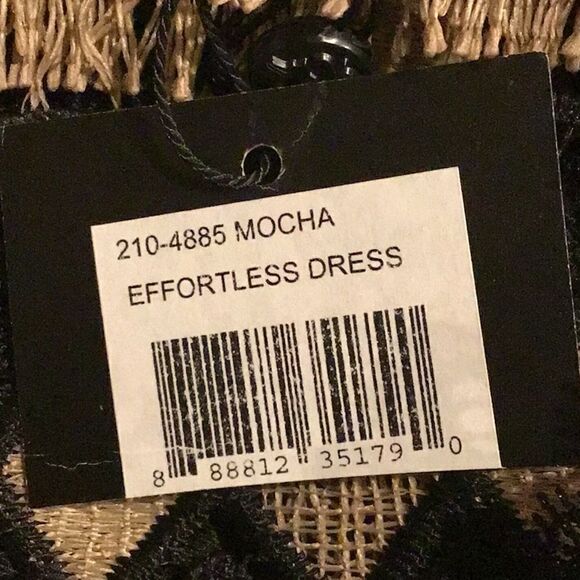 210-4885 MOCHA
EFFORTLESS DRESS
8 88812 35179 0